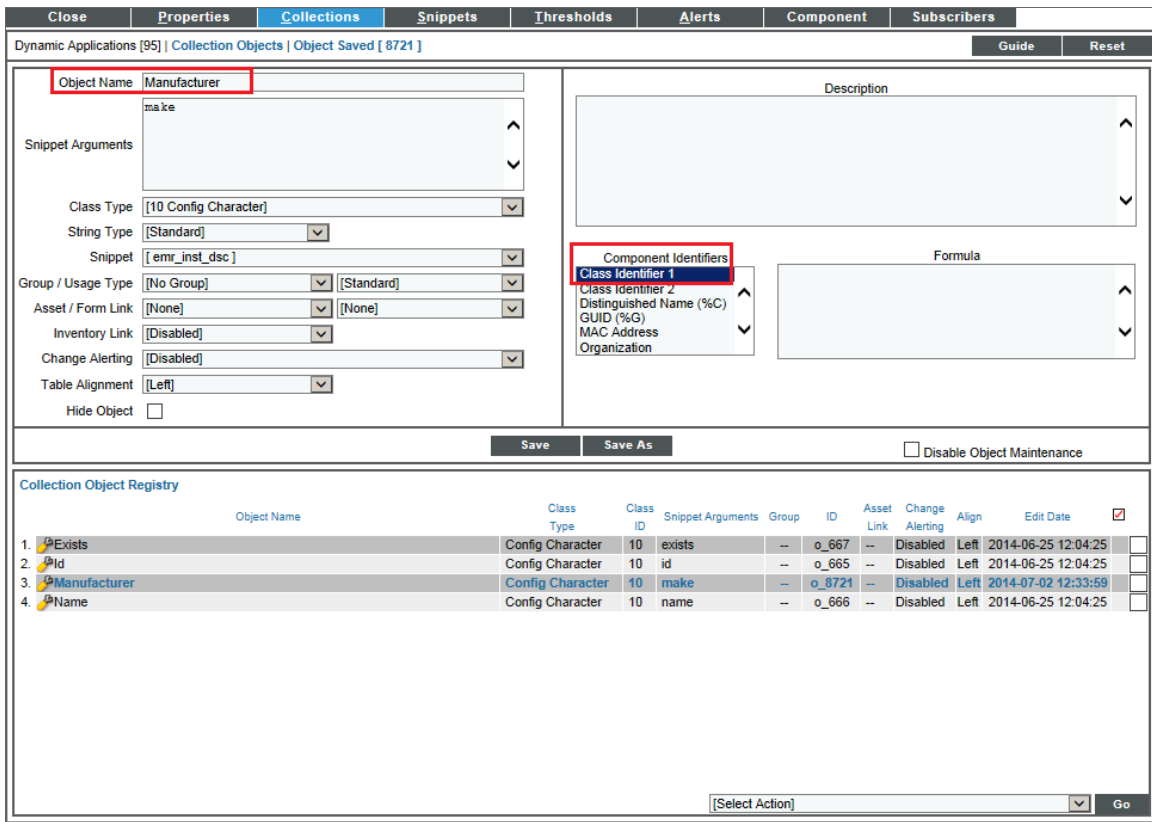 Close Properties Collections Snippets Thresholds Alerts Component Subscribers
Dynamic Applications [95] | Collection Objects | Object Saved [ 8721 ] Guide Reset
Object Name Manufacturer
Snippet Arguments make
Class Type [10 Config Character]
String Type [Standard]
Snippet [ emr_inst_dsc ]
Group / Usage Type [No Group] [Standard]
Asset / Form Link [None] [None]
Inventory Link [Disabled]
Change Alerting [Disabled]
Table Alignment [Left]
Hide Object
Description
Component Identifiers
Class Identifier 1
Class Identifier 2
Distinguished Name (%C)
GUID (%G)
MAC Address
Organization
Formula
Save Save As Disable Object Maintenance
Collection Object Registry
Object Name Class Type Class ID Snippet Arguments Group ID Asset Link Change Alerting Align Edit Date
1. Exists Config Character 10 exists -- o_667 -- Disabled Left 2014-06-25 12:04:25
2. Id Config Character 10 id -- o_665 -- Disabled Left 2014-06-25 12:04:25
3. Manufacturer Config Character 10 make -- o_8721 -- Disabled Left 2014-07-02 12:33:59
4. Name Config Character 10 name -- o_666 -- Disabled Left 2014-06-25 12:04:25
[Select Action] Go